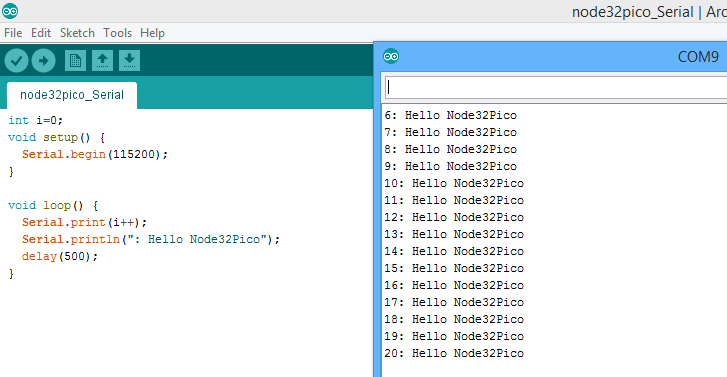 node32pico_Serial | Ar
File Edit Sketch Tools Help
node32pico_Serial
int i=0;
void setup() {
  Serial.begin(115200);
}
void loop() {
  Serial.print(i++);
  Serial.println(": Hello Node32Pico");
  delay(500);
}
COM9
6: Hello Node32Pico
7: Hello Node32Pico
8: Hello Node32Pico
9: Hello Node32Pico
10: Hello Node32Pico
11: Hello Node32Pico
12: Hello Node32Pico
13: Hello Node32Pico
14: Hello Node32Pico
15: Hello Node32Pico
16: Hello Node32Pico
17: Hello Node32Pico
18: Hello Node32Pico
19: Hello Node32Pico
20: Hello Node32Pico